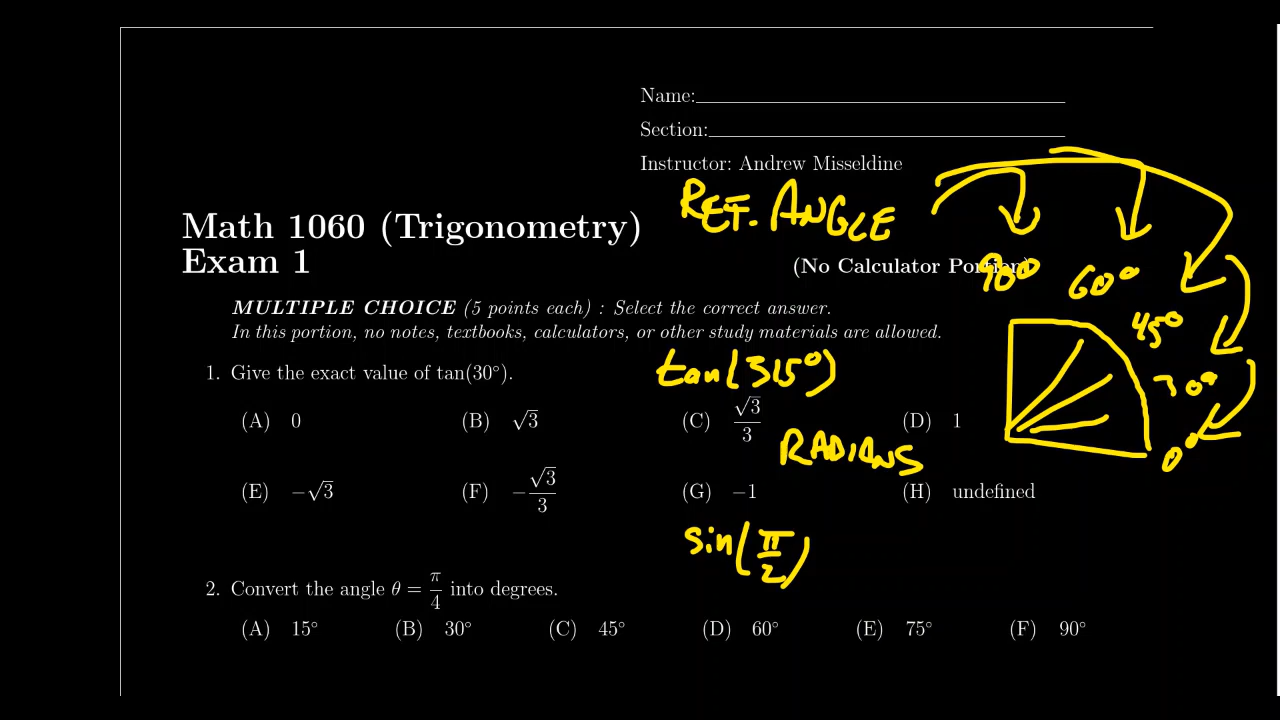 Name:
Section:
Instructor: Andrew Misseldine
REF. ANGLE
Math 1060 (Trigonometry)
Exam 1
(No Calculator Portion)
90° 60°
MULTIPLE CHOICE (5 points each) : Select the correct answer.
In this portion, no notes, textbooks, calculators, or other study materials are allowed.
45°
1. Give the exact value of tan(30°).
tan(315°)
30°
(A) 0 (B) √3 (C) √3/3 (D) 1
RADIANS
0°
(E) −√3 (F) −√3/3 (G) −1 (H) undefined
sin(π/2)
2. Convert the angle θ = π/4 into degrees.
(A) 15° (B) 30° (C) 45° (D) 60° (E) 75° (F) 90°